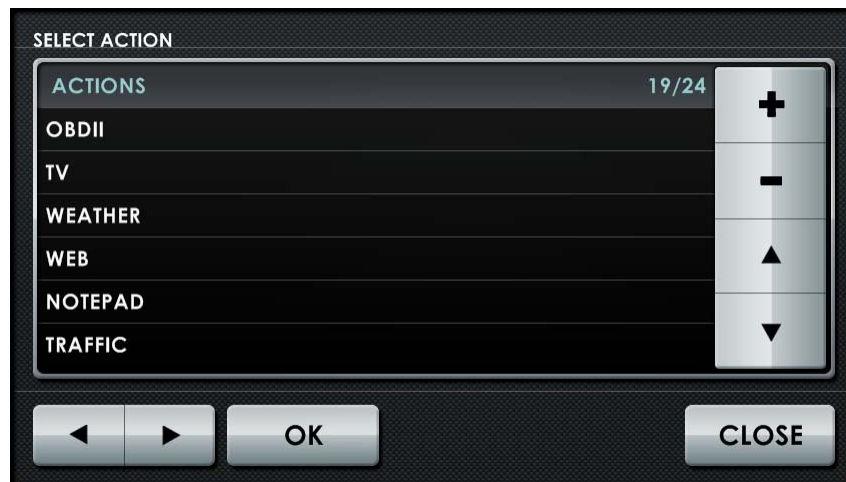 SELECT ACTION
ACTIONS 19/24
OBDII
TV
WEATHER
WEB
NOTEPAD
TRAFFIC
OK CLOSE